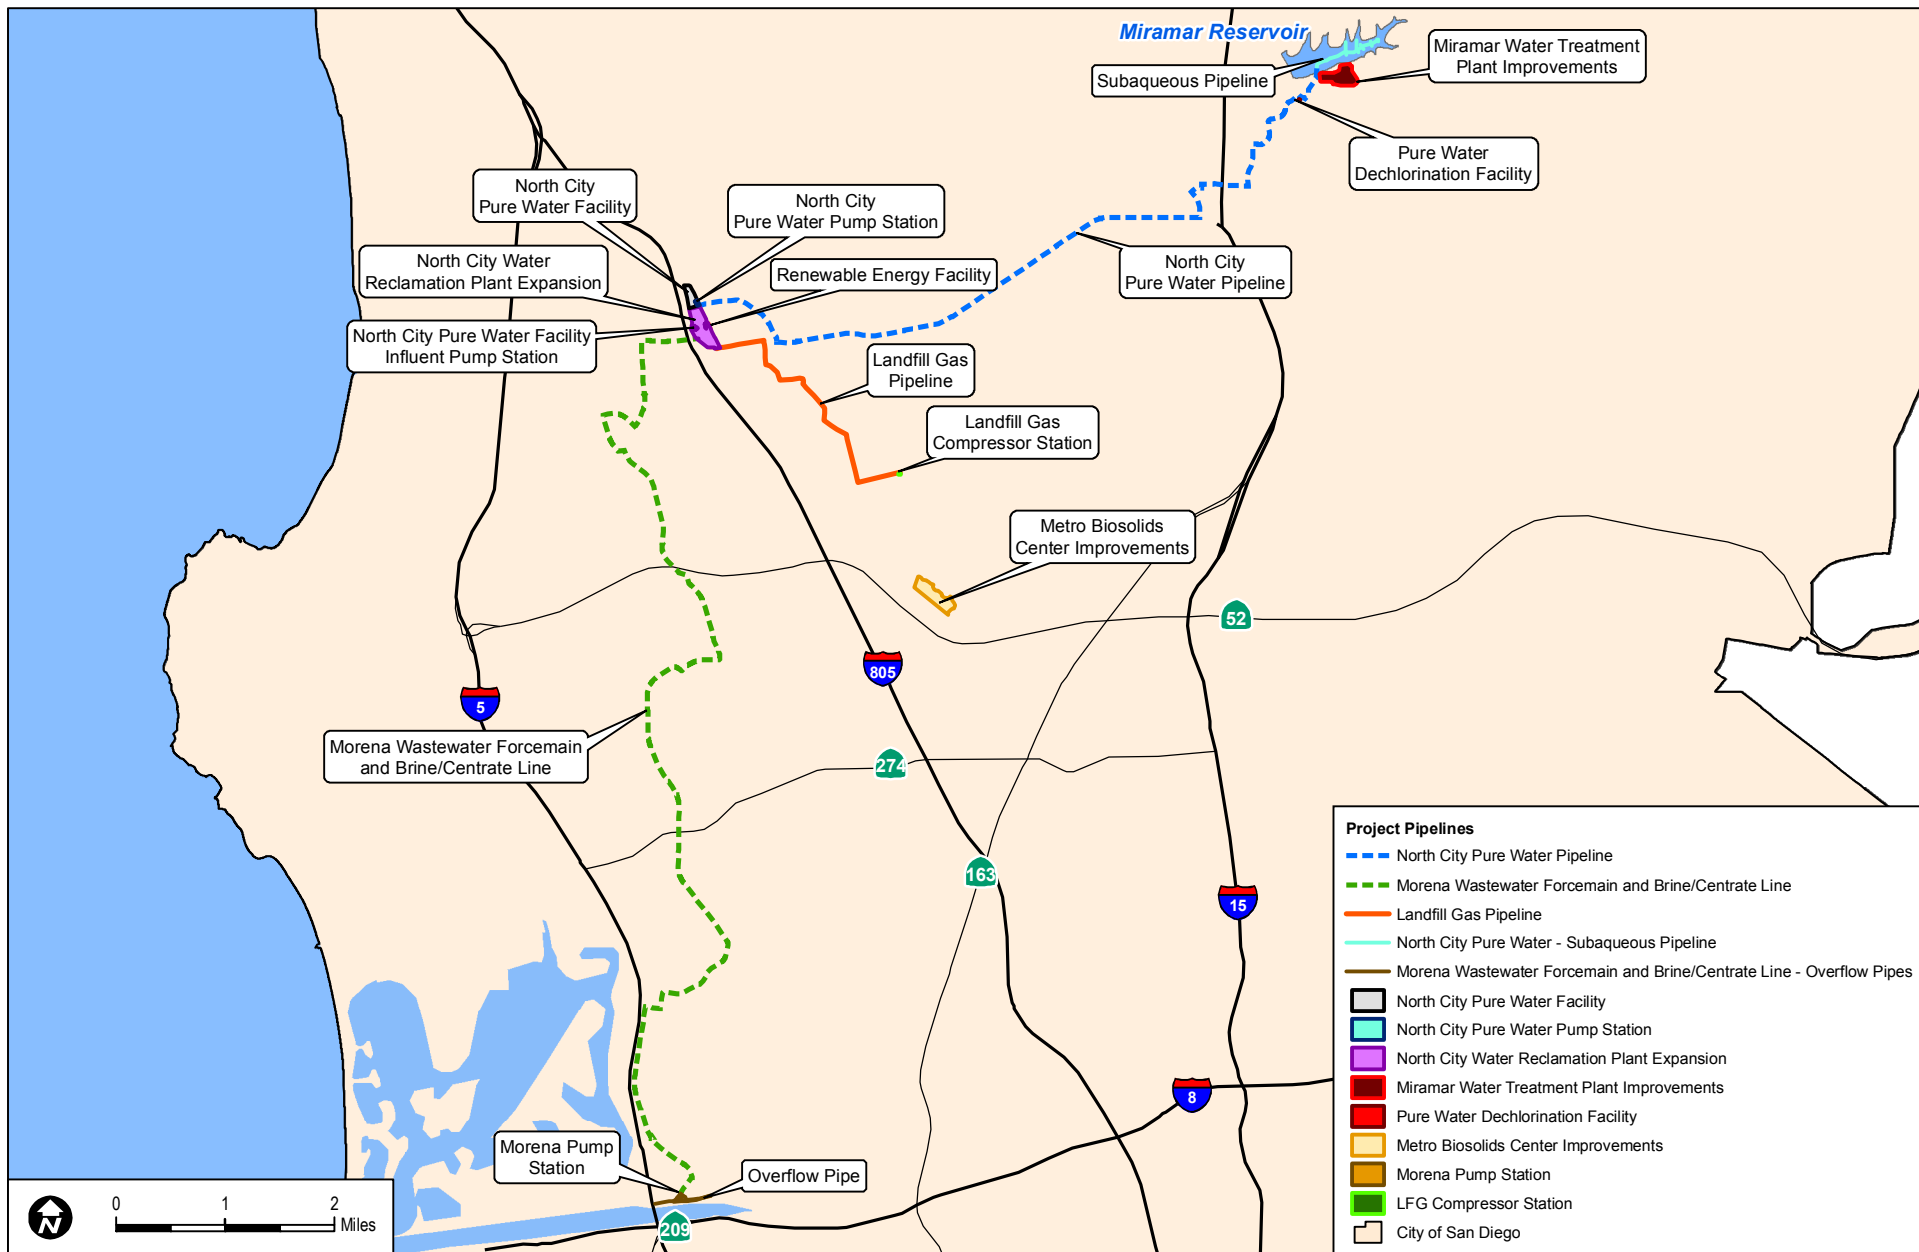 Miramar Reservoir
Subaqueous Pipeline
Miramar Water Treatment
Plant Improvements
Pure Water
Dechlorination Facility
North City
Pure Water Facility
North City
Pure Water Pump Station
North City Water
Reclamation Plant Expansion
Renewable Energy Facility
North City
Pure Water Pipeline
North City Pure Water Facility
Influent Pump Station
Landfill Gas
Pipeline
Landfill Gas
Compressor Station
Metro Biosolids
Center Improvements
52
805
5
Morena Wastewater Forcemain
and Brine/Centrate Line
274
163
15
8
Morena Pump
Station
Overflow Pipe
209
N
0 1 2
Miles
Project Pipelines
North City Pure Water Pipeline
Morena Wastewater Forcemain and Brine/Centrate Line
Landfill Gas Pipeline
North City Pure Water - Subaqueous Pipeline
Morena Wastewater Forcemain and Brine/Centrate Line - Overflow Pipes
North City Pure Water Facility
North City Pure Water Pump Station
North City Water Reclamation Plant Expansion
Miramar Water Treatment Plant Improvements
Pure Water Dechlorination Facility
Metro Biosolids Center Improvements
Morena Pump Station
LFG Compressor Station
City of San Diego